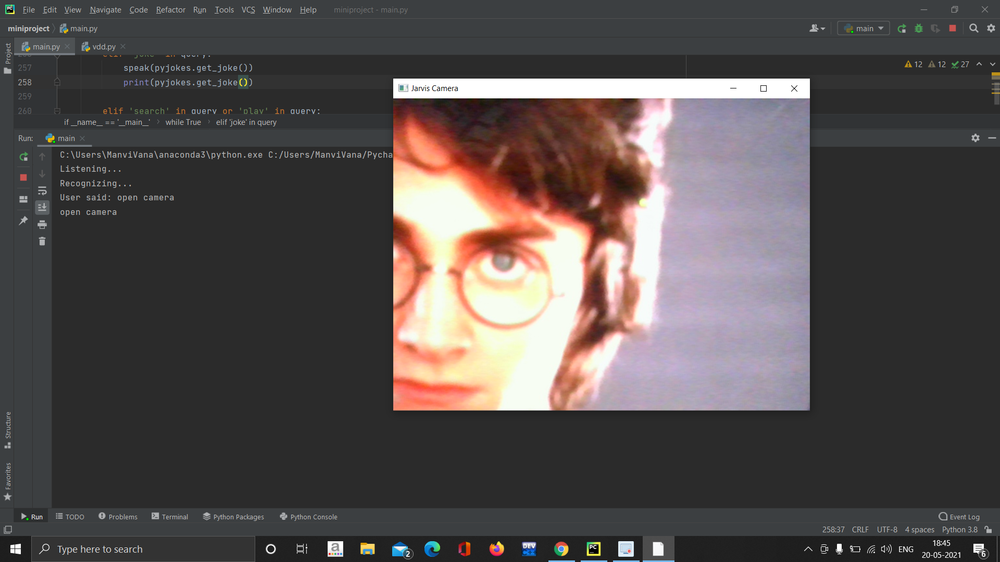 File Edit View Navigate Code Refactor Run Tools VCS Window Help miniproject - main.py
miniproject main.py
main
main.py vdd.py
257 speak(pyjokes.get_joke())
12 12 27
258 print(pyjokes.get_joke())
259
260 elif 'search' in query or 'play' in query:
if __name__ == '__main__' while True elif 'joke' in query
Run: main
C:\Users\ManviVana\anaconda3\python.exe C:/Users/ManviVana/Pycha
Listening...
Recognizing...
User said: open camera
open camera
Jarvis Camera
Project
Structure
Favorites
Run TODO Problems Terminal Python Packages Python Console Event Log
258:37 CRLF UTF-8 4 spaces Python 3.8
Type here to search
a
2
DEV
C++
PC
ENG
18:45
20-05-2021
6